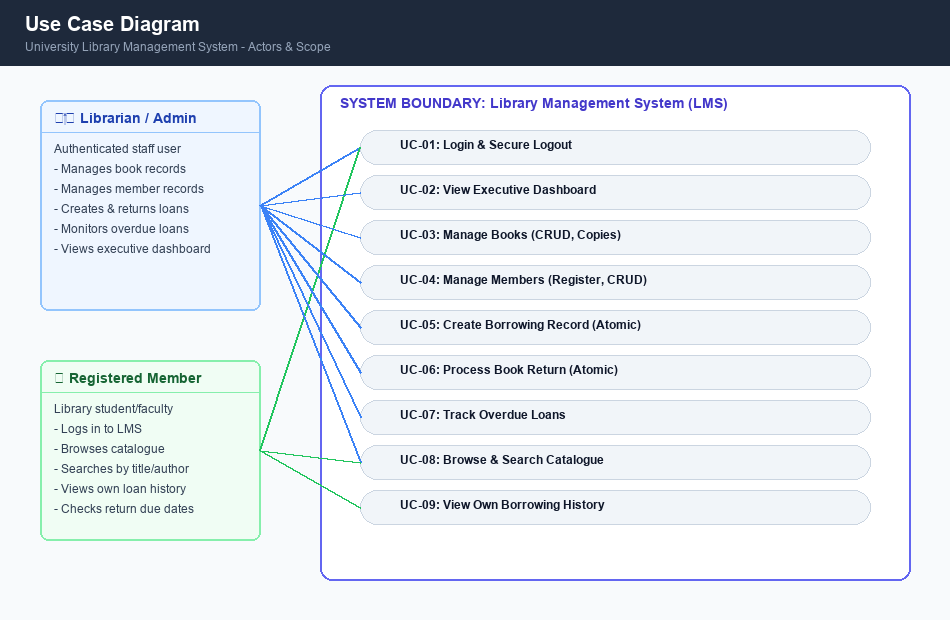 Use Case Diagram
University Library Management System - Actors & Scope
Librarian / Admin
Authenticated staff user
- Manages book records
- Manages member records
- Creates & returns loans
- Monitors overdue loans
- Views executive dashboard
Registered Member
Library student/faculty
- Logs in to LMS
- Browses catalogue
- Searches by title/author
- Views own loan history
- Checks return due dates
SYSTEM BOUNDARY: Library Management System (LMS)
UC-01: Login & Secure Logout
UC-02: View Executive Dashboard
UC-03: Manage Books (CRUD, Copies)
UC-04: Manage Members (Register, CRUD)
UC-05: Create Borrowing Record (Atomic)
UC-06: Process Book Return (Atomic)
UC-07: Track Overdue Loans
UC-08: Browse & Search Catalogue
UC-09: View Own Borrowing History